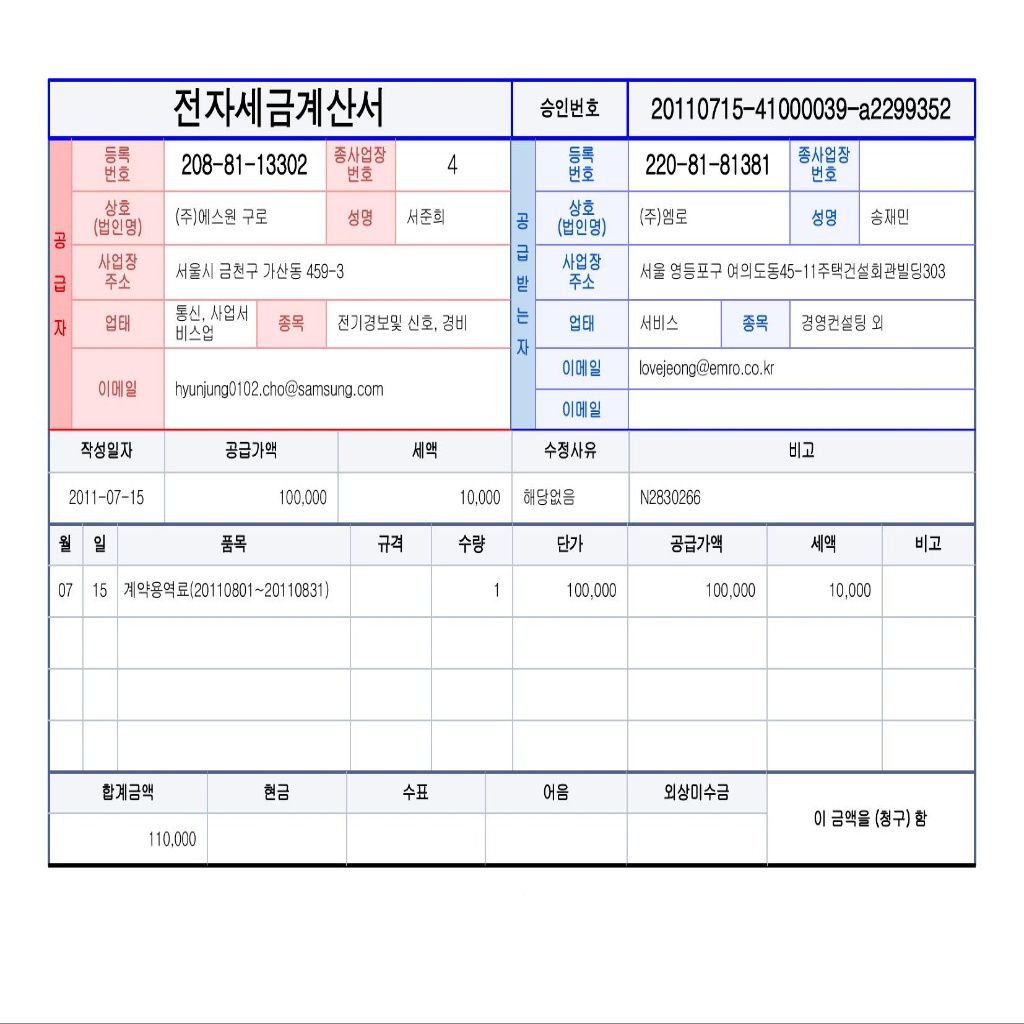 전자세금계산서 승인번호 20110715-41000039-a2299352
공급자
등록번호 208-81-13302 종사업장번호 4
상호(법인명) (주)에스원 구로 성명 서준희
사업장주소 서울시 금천구 가산동 459-3
업태 통신, 사업서비스업 종목 전기경보및 신호, 경비
이메일 hyunjung0102.cho@samsung.com
공급받는자
등록번호 220-81-81381 종사업장번호
상호(법인명) (주)엠로 성명 송재민
사업장주소 서울 영등포구 여의도동45-11주택건설회관빌딩303
업태 서비스 종목 경영컨설팅 외
이메일 lovejeong@emro.co.kr
이메일
작성일자 공급가액 세액 수정사유 비고
2011-07-15 100,000 10,000 해당없음 N2830266
월 일 품목 규격 수량 단가 공급가액 세액 비고
07 15 계약용역료(20110801~20110831) 1 100,000 100,000 10,000
합계금액 현금 수표 어음 외상미수금 이 금액을 (청구) 함
110,000